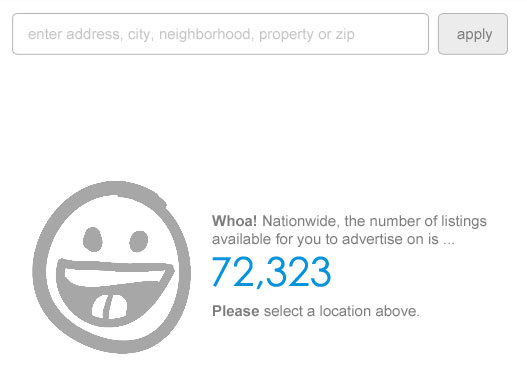 enter address, city, neighborhood, property or zip
apply
Whoa! Nationwide, the number of listings
available for you to advertise on is ...
72,323
Please select a location above.